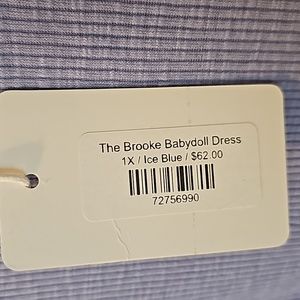 The Brooke Babydoll Dress
1X / Ice Blue / $62.00
72756990